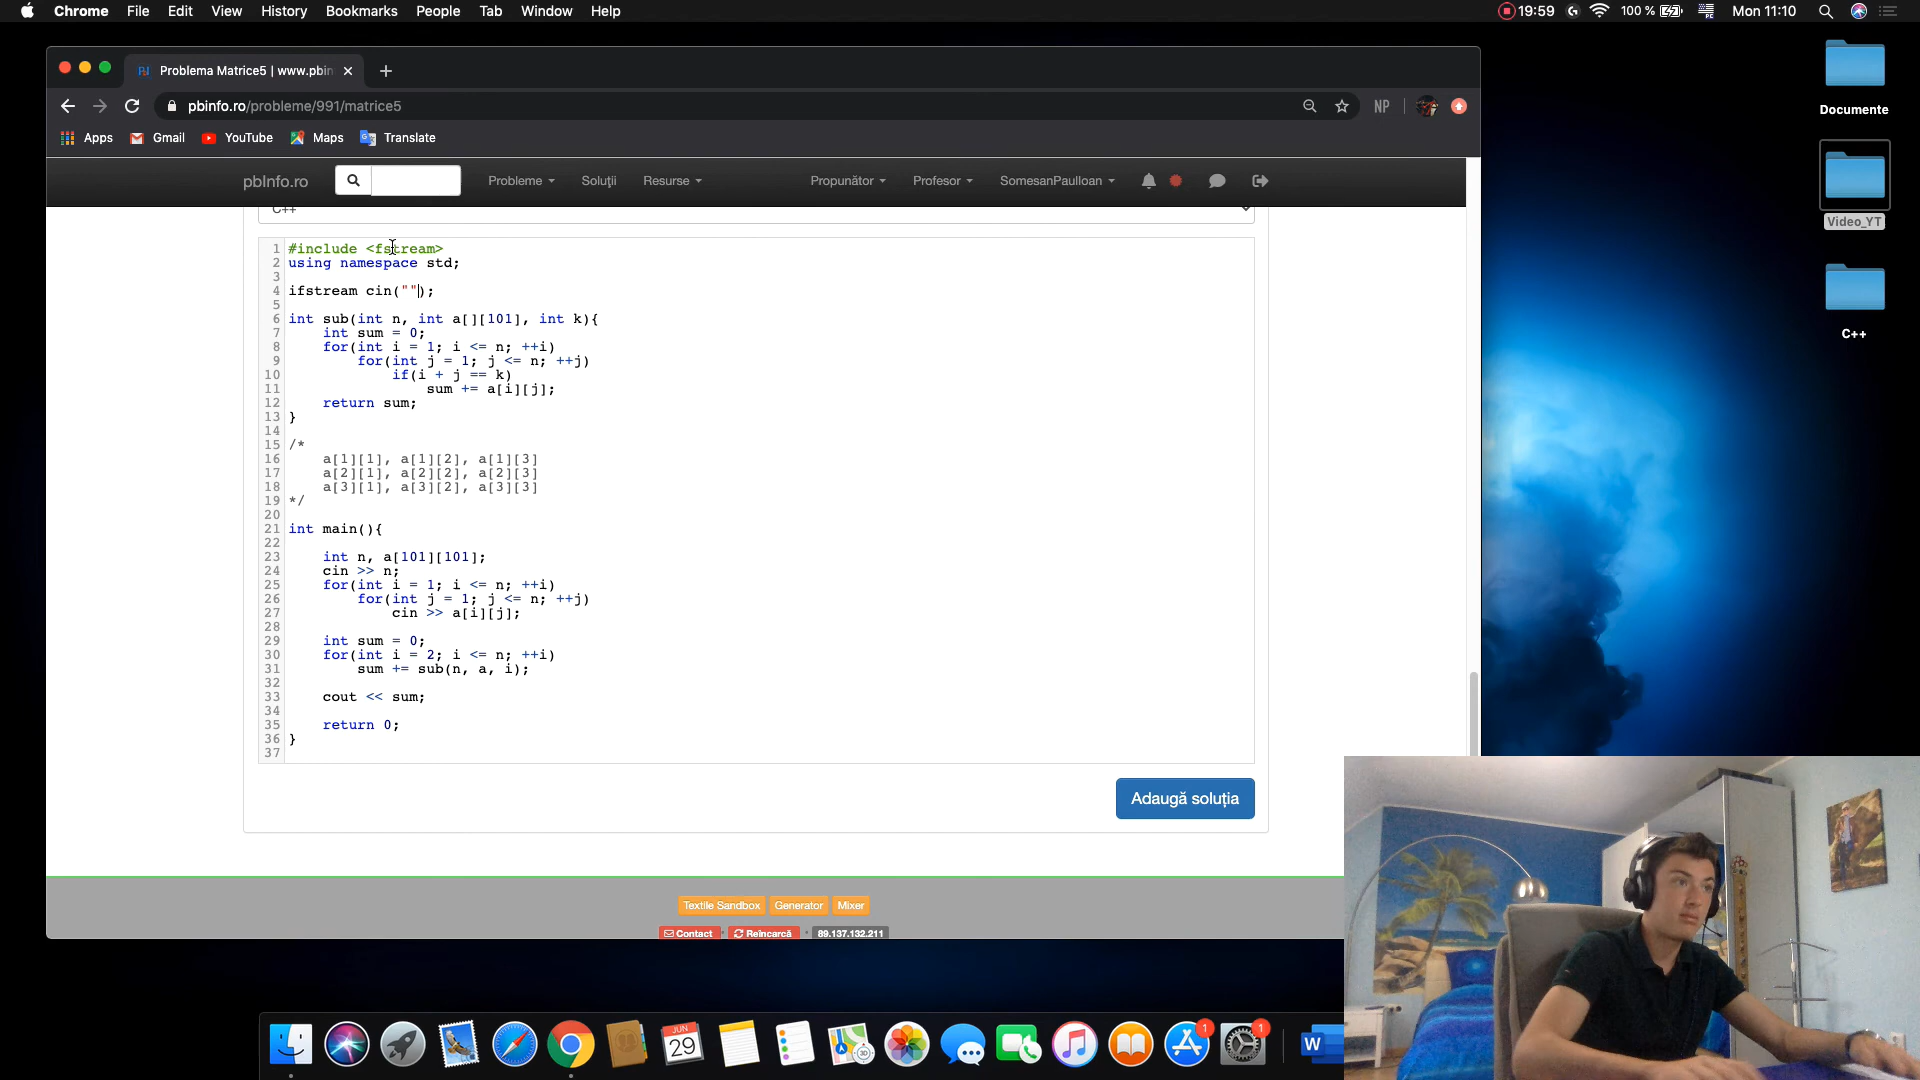 Chrome File Edit View History Bookmarks People Tab Window Help
19:59 100 % Mon 11:10
Problema Matrice5 | www.pbin
pbinfo.ro/probleme/991/matrice5
NP
Apps Gmail YouTube Maps Translate
pbInfo.ro Probleme Soluții Resurse Propunător Profesor SomesanPaulIoan
C++
1 #include <fstream>
2 using namespace std;
3
4 ifstream cin("");
5
6 int sub(int n, int a[][101], int k){
7 int sum = 0;
8 for(int i = 1; i <= n; ++i)
9 for(int j = 1; j <= n; ++j)
10 if(i + j == k)
11 sum += a[i][j];
12 return sum;
13 }
14
15 /*
16 a[1][1], a[1][2], a[1][3]
17 a[2][1], a[2][2], a[2][3]
18 a[3][1], a[3][2], a[3][3]
19 */
20
21 int main(){
22
23 int n, a[101][101];
24 cin >> n;
25 for(int i = 1; i <= n; ++i)
26 for(int j = 1; j <= n; ++j)
27 cin >> a[i][j];
28
29 int sum = 0;
30 for(int i = 2; i <= n; ++i)
31 sum += sub(n, a, i);
32
33 cout << sum;
34
35 return 0;
36 }
37
Adaugă soluția
Textile Sandbox Generator Mixer
Contact Reîncarcă 89.137.132.211
Documente
Video_YT
C++
JUN
29
3D
1
1
W